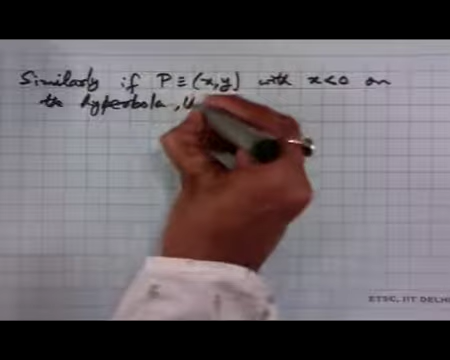 Similarly if P ≡ (x, y) with x < 0 on
the hyperbola,
ETSC, IIT DELHI